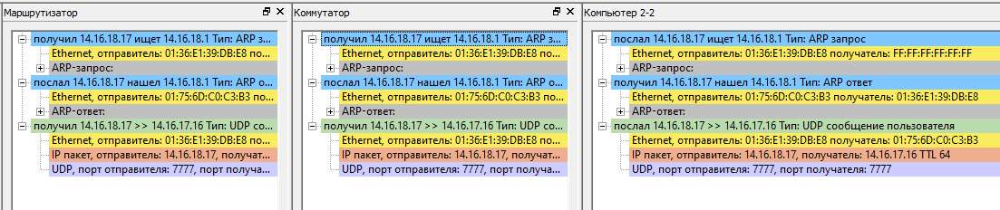 Маршрутизатор
получил 14.16.18.17 ищет 14.16.18.1 Тип: ARP з...
Ethernet, отправитель: 01:36:E1:39:DB:E8 по...
ARP-запрос:
послал 14.16.18.17 нашел 14.16.18.1 Тип: ARP о...
Ethernet, отправитель: 01:75:6D:C0:C3:B3 по...
ARP-ответ:
получил 14.16.18.17 >> 14.16.17.16 Тип: UDP со...
Ethernet, отправитель: 01:36:E1:39:DB:E8 по...
IP пакет, отправитель: 14.16.18.17, получат...
UDP, порт отправителя: 7777, порт получа...
Коммутатор
получил 14.16.18.17 ищет 14.16.18.1 Тип: ARP з...
Ethernet, отправитель: 01:36:E1:39:DB:E8 по...
ARP-запрос:
послал 14.16.18.17 нашел 14.16.18.1 Тип: ARP о...
Ethernet, отправитель: 01:75:6D:C0:C3:B3 по...
ARP-ответ:
получил 14.16.18.17 >> 14.16.17.16 Тип: UDP со...
Ethernet, отправитель: 01:36:E1:39:DB:E8 по...
IP пакет, отправитель: 14.16.18.17, получат...
UDP, порт отправителя: 7777, порт получа...
Компьютер 2-2
послал 14.16.18.17 ищет 14.16.18.1 Тип: ARP запрос
Ethernet, отправитель: 01:36:E1:39:DB:E8 получатель: FF:FF:FF:FF:FF:FF
ARP-запрос:
получил 14.16.18.17 нашел 14.16.18.1 Тип: ARP ответ
Ethernet, отправитель: 01:75:6D:C0:C3:B3 получатель: 01:36:E1:39:DB:E8
ARP-ответ:
послал 14.16.18.17 >> 14.16.17.16 Тип: UDP сообщение пользователя
Ethernet, отправитель: 01:36:E1:39:DB:E8 получатель: 01:75:6D:C0:C3:B3
IP пакет, отправитель: 14.16.18.17, получатель: 14.16.17.16 TTL 64
UDP, порт отправителя: 7777, порт получателя: 7777